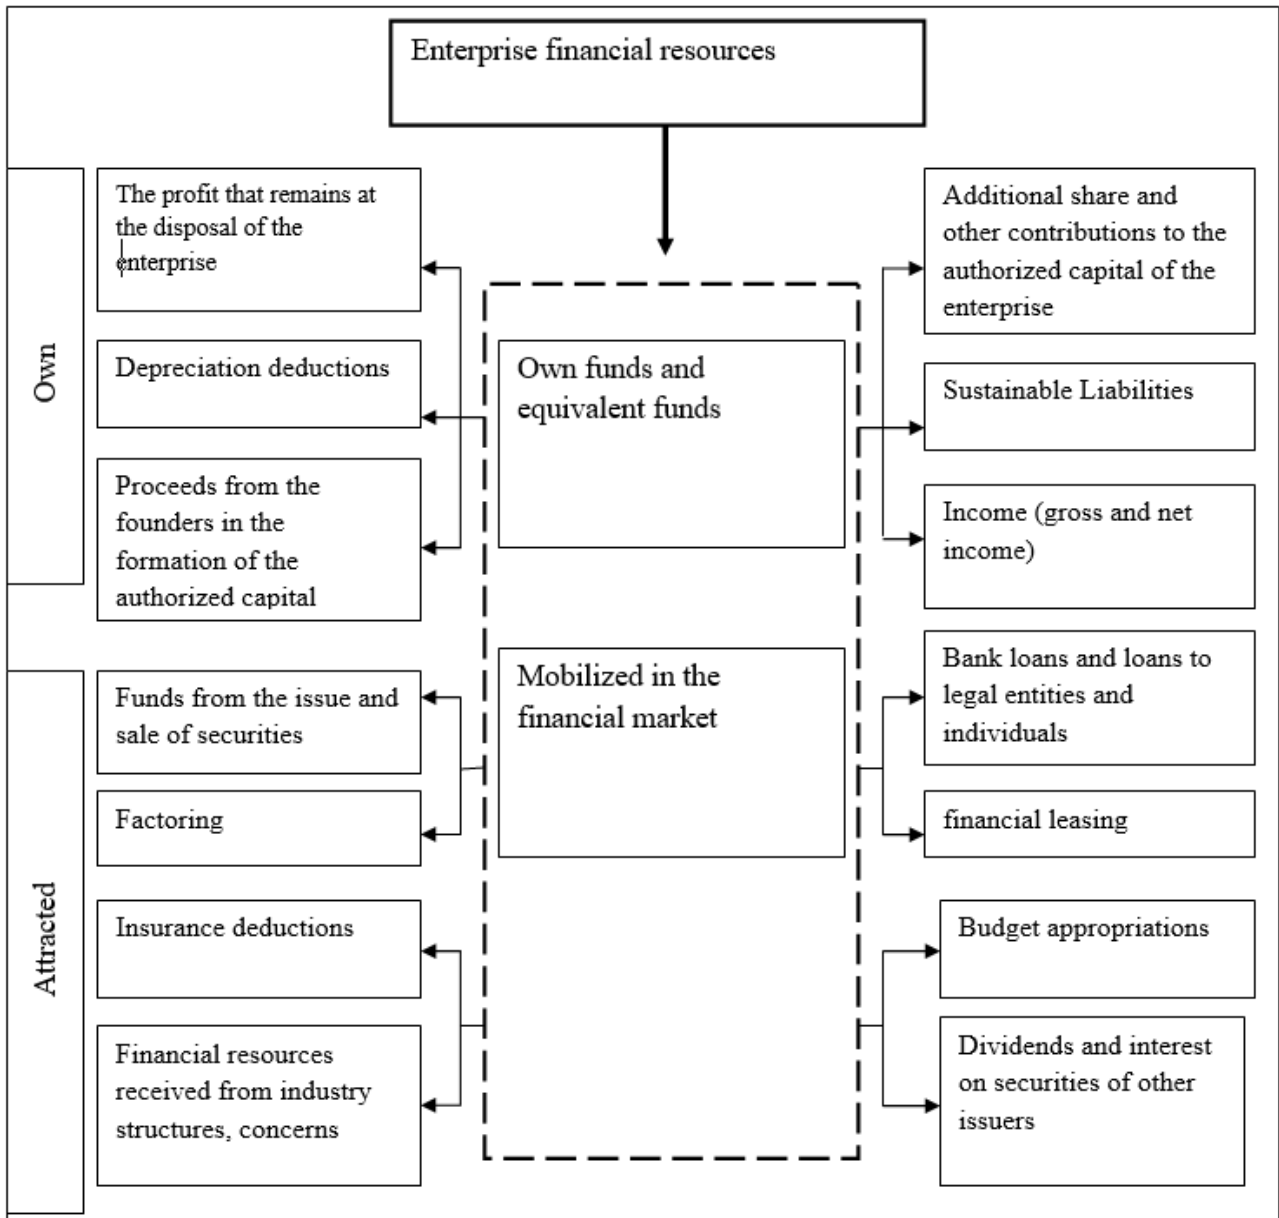 Enterprise financial resources
Own
The profit that remains at
the disposal of the
enterprise
Depreciation deductions
Proceeds from the
founders in the
formation of the
authorized capital
Own funds and
equivalent funds
Additional share and
other contributions to the
authorized capital of the
enterprise
Sustainable Liabilities
Income (gross and net
income)
Attracted
Funds from the issue and
sale of securities
Factoring
Insurance deductions
Financial resources
received from industry
structures, concerns
Mobilized in the
financial market
Bank loans and loans to
legal entities and
individuals
financial leasing
Budget appropriations
Dividends and interest
on securities of other
issuers